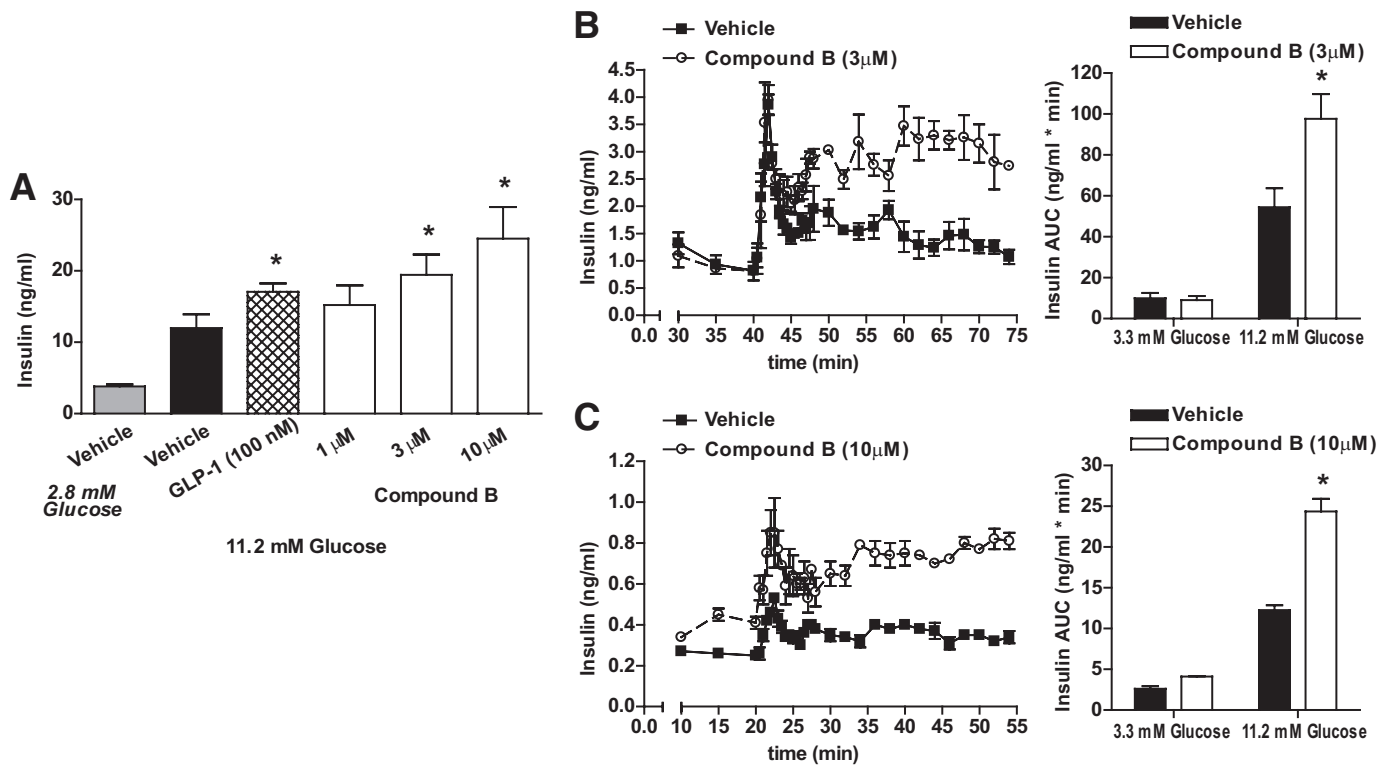 A
Insulin (ng/ml)
30
20
10
0
Vehicle
Vehicle
GLP-1 (100 nM)
1 μM
3 μM
10 μM
2.8 mM
Glucose
Compound B
11.2 mM Glucose
*
*
*
B
Vehicle
Compound B (3μM)
Insulin (ng/ml)
4.5
4.0
3.5
3.0
2.5
2.0
1.5
1.0
0.5
0.0
0.0 30 35 40 45 50 55 60 65 70 75
time (min)
Vehicle
Compound B (3μM)
Insulin AUC (ng/ml * min)
120
100
80
60
40
20
0
*
3.3 mM Glucose 11.2 mM Glucose
C
Vehicle
Compound B (10μM)
Insulin (ng/ml)
1.2
1.0
0.8
0.6
0.4
0.2
0.0
0.0 10 15 20 25 30 35 40 45 50 55
time (min)
Vehicle
Compound B (10μM)
Insulin AUC (ng/ml * min)
30
25
20
15
10
5
0
*
3.3 mM Glucose 11.2 mM Glucose